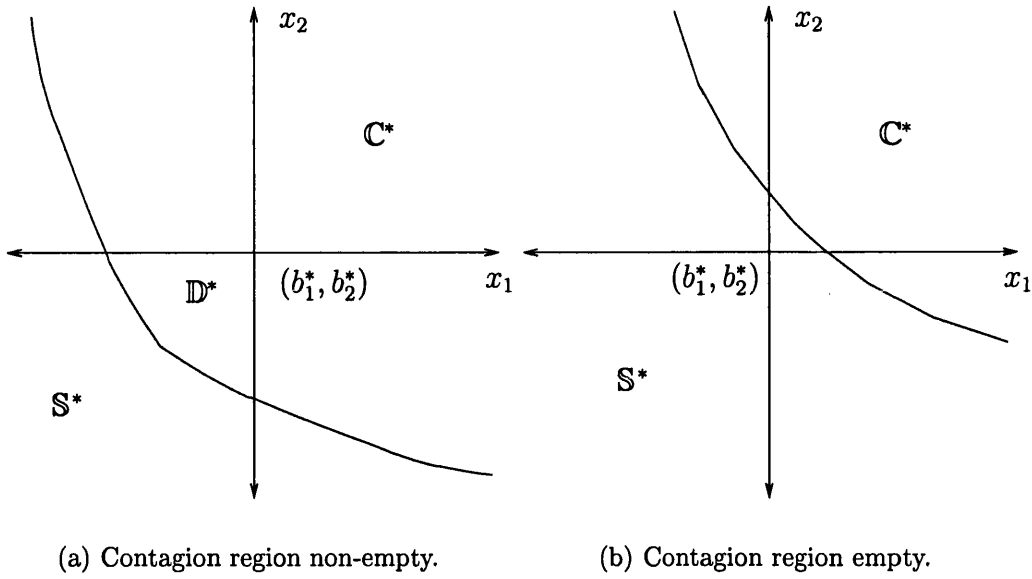 x₂
ℂ*
x₁
(b₁*, b₂*)
𝔻*
𝕊*
(a) Contagion region non-empty.
x₂
ℂ*
x₁
(b₁*, b₂*)
𝕊*
(b) Contagion region empty.